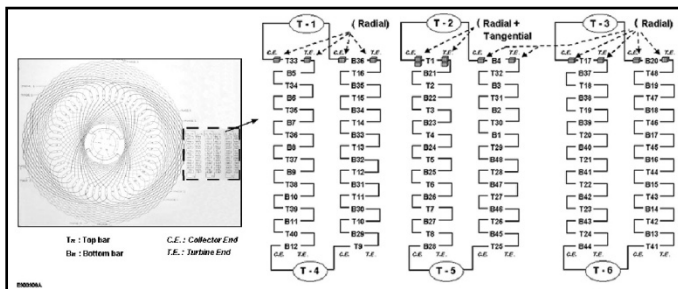 T - 1 ( Radial) T - 2 ( Radial + Tangential) T - 3 ( Radial)
C.E. T.E. C.E. T.E. C.E. T.E. C.E. T.E. C.E. T.E. C.E. T.E.
T33 B36 T1 B4 T17 B20
B5 T16 B21 T32 B37 T48
T34 B35 T2 B3 T18 B19
B6 T15 B22 T31 B38 T47
T35 B34 T3 B2 T19 B18
B7 T14 B23 T30 B39 T46
T36 B33 T4 B1 T20 B17
B8 T13 B24 T29 B40 T45
T37 B32 T5 B48 T21 B16
B9 T12 B25 T28 B41 T44
T38 B31 T6 B47 T22 B15
B10 T11 B26 T27 B42 T43
T39 B30 T7 B46 T23 B14
B11 T10 B27 T26 B43 T42
T40 B29 T8 B45 T24 B13
B12 T9 B28 T25 B44 T41
C.E. T.E. C.E. T.E. C.E. T.E. C.E. T.E. C.E. T.E. C.E. T.E.
T - 4 T - 5 T - 6
Tn : Top bar C.E. : Collector End
Bn : Bottom bar T.E. : Turbine End